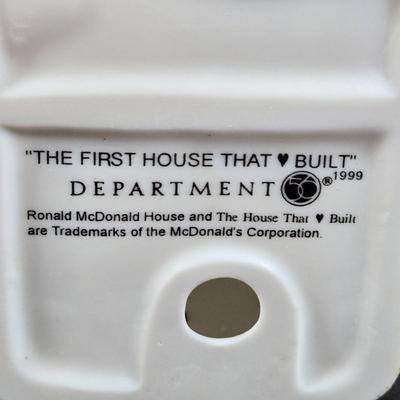 "THE FIRST HOUSE THAT ♥ BUILT"
DEPARTMENT 56® 1999
Ronald McDonald House and The House That ♥ Built
are Trademarks of the McDonald's Corporation.